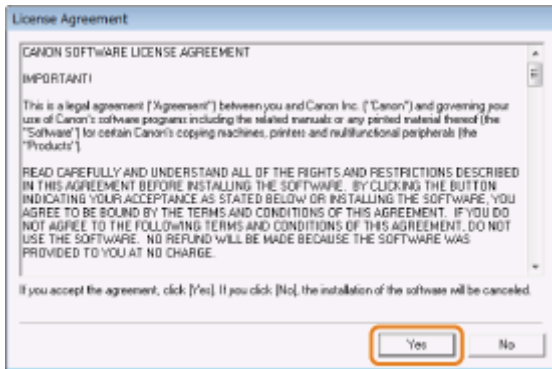 License Agreement
CANON SOFTWARE LICENSE AGREEMENT
IMPORTANT!
This is a legal agreement ("Agreement") between you and Canon Inc. ("Canon") and governing your
use of Canon's software programs including the related manuals or any printed material thereof (the
"Software") for certain Canon's copying machines, printers and multifunctional peripherals (the
"Products").
READ CAREFULLY AND UNDERSTAND ALL OF THE RIGHTS AND RESTRICTIONS DESCRIBED
IN THIS AGREEMENT BEFORE INSTALLING THE SOFTWARE. BY CLICKING THE BUTTON
INDICATING YOUR ACCEPTANCE AS STATED BELOW OR INSTALLING THE SOFTWARE, YOU
AGREE TO BE BOUND BY THE TERMS AND CONDITIONS OF THIS AGREEMENT. IF YOU DO
NOT AGREE TO THE FOLLOWING TERMS AND CONDITIONS OF THIS AGREEMENT, DO NOT
USE THE SOFTWARE. NO REFUND WILL BE MADE BECAUSE THE SOFTWARE WAS
PROVIDED TO YOU AT NO CHARGE.
If you accept the agreement, click [Yes]. If you click [No], the installation of the software will be canceled.
Yes
No